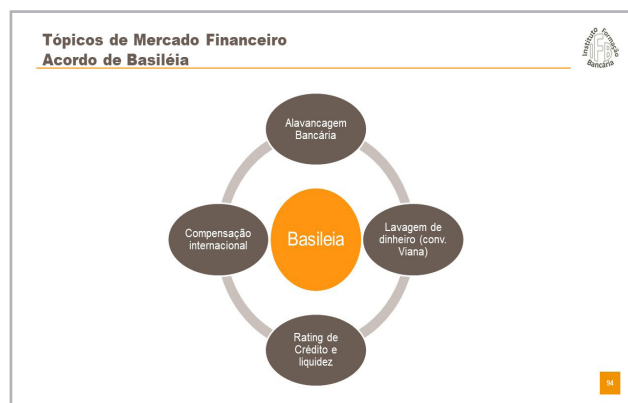 Tópicos de Mercado Financeiro
Acordo de Basiléia
Instituto Formação
Bancária
IFB
Alavancagem
Bancária
Compensação
internacional
Basileia
Lavagem de
dinheiro (conv.
Viana)
Rating de
Crédito e
liquidez
94